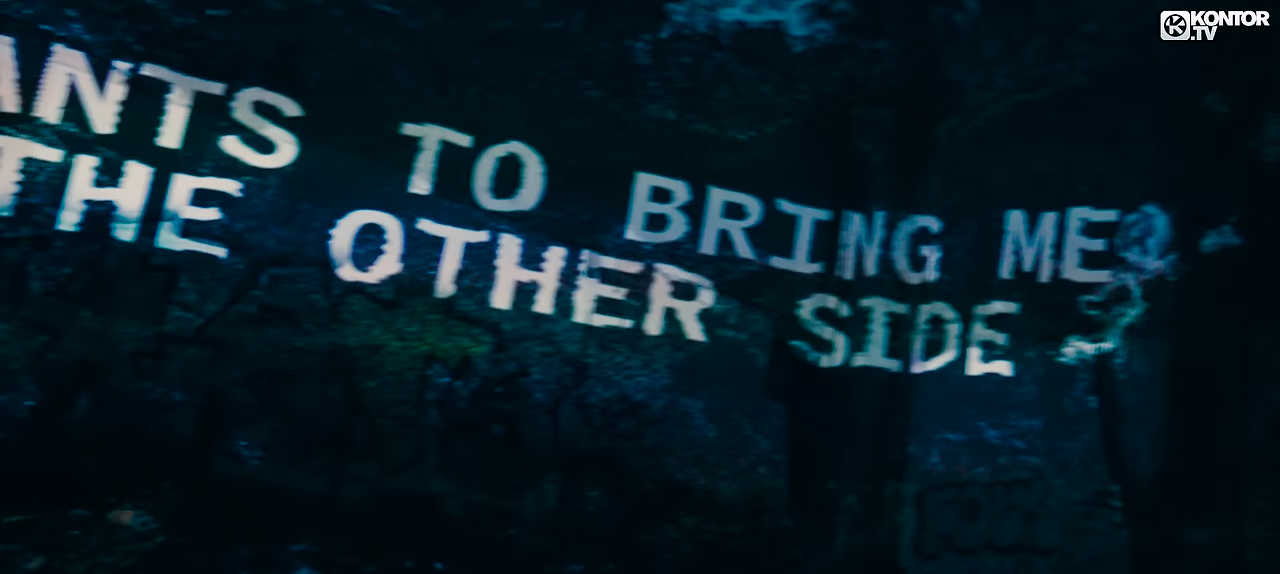 ANTS TO BRING ME
THE OTHER SIDE
KONTOR
.TV